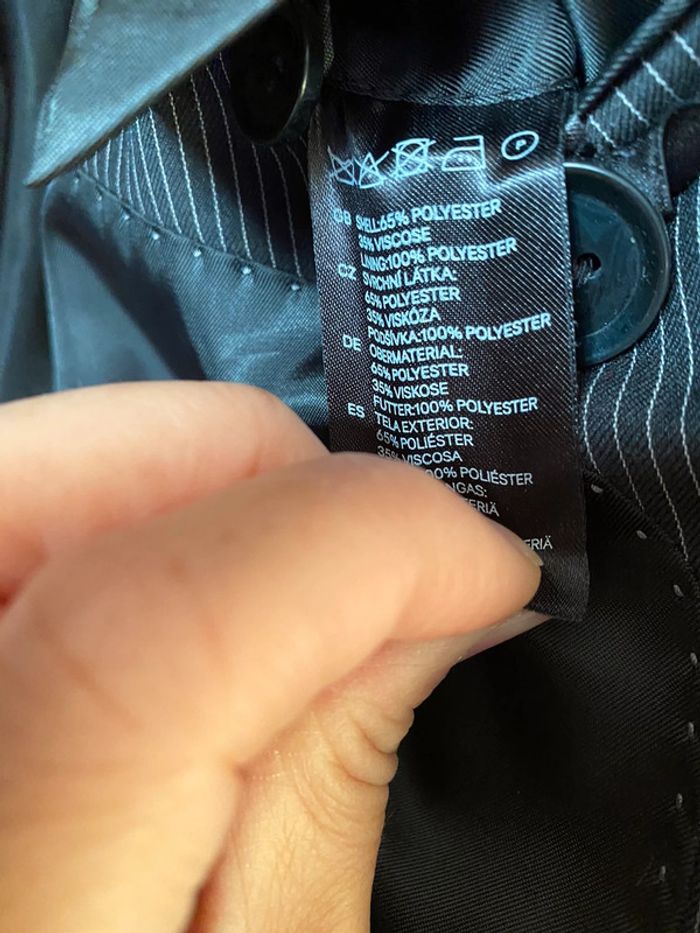 P
GB SHELL:65% POLYESTER
35% VISCOSE
LINING:100% POLYESTER
CZ SVRCHNÍ LÁTKA:
65% POLYESTER
35% VISKÓZA
PODŠÍVKA:100% POLYESTER
DE OBERMATERIAL:
65% POLYESTER
35% VISKOSE
FUTTER:100% POLYESTER
ES TELA EXTERIOR:
65% POLIÉSTER
35% VISCOSA
100% POLIÉSTER